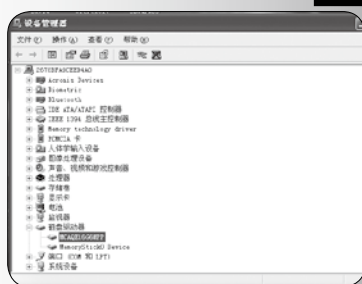 设备管理器
文件(F) 操作(A) 查看(V) 帮助(H)
Acronis Devices
Biometric
Bluetooth
IDE ATA/ATAPI 控制器
IEEE 1394 总线主控制器
Memory technology driver
PCMCIA 卡
人体学输入设备
图像处理设备
声音、视频和游戏控制器
处理器
存储卷
显示卡
电池
监视器
磁盘驱动器
MemoryStick0 Device
端口 (COM 和 LPT)
系统设备